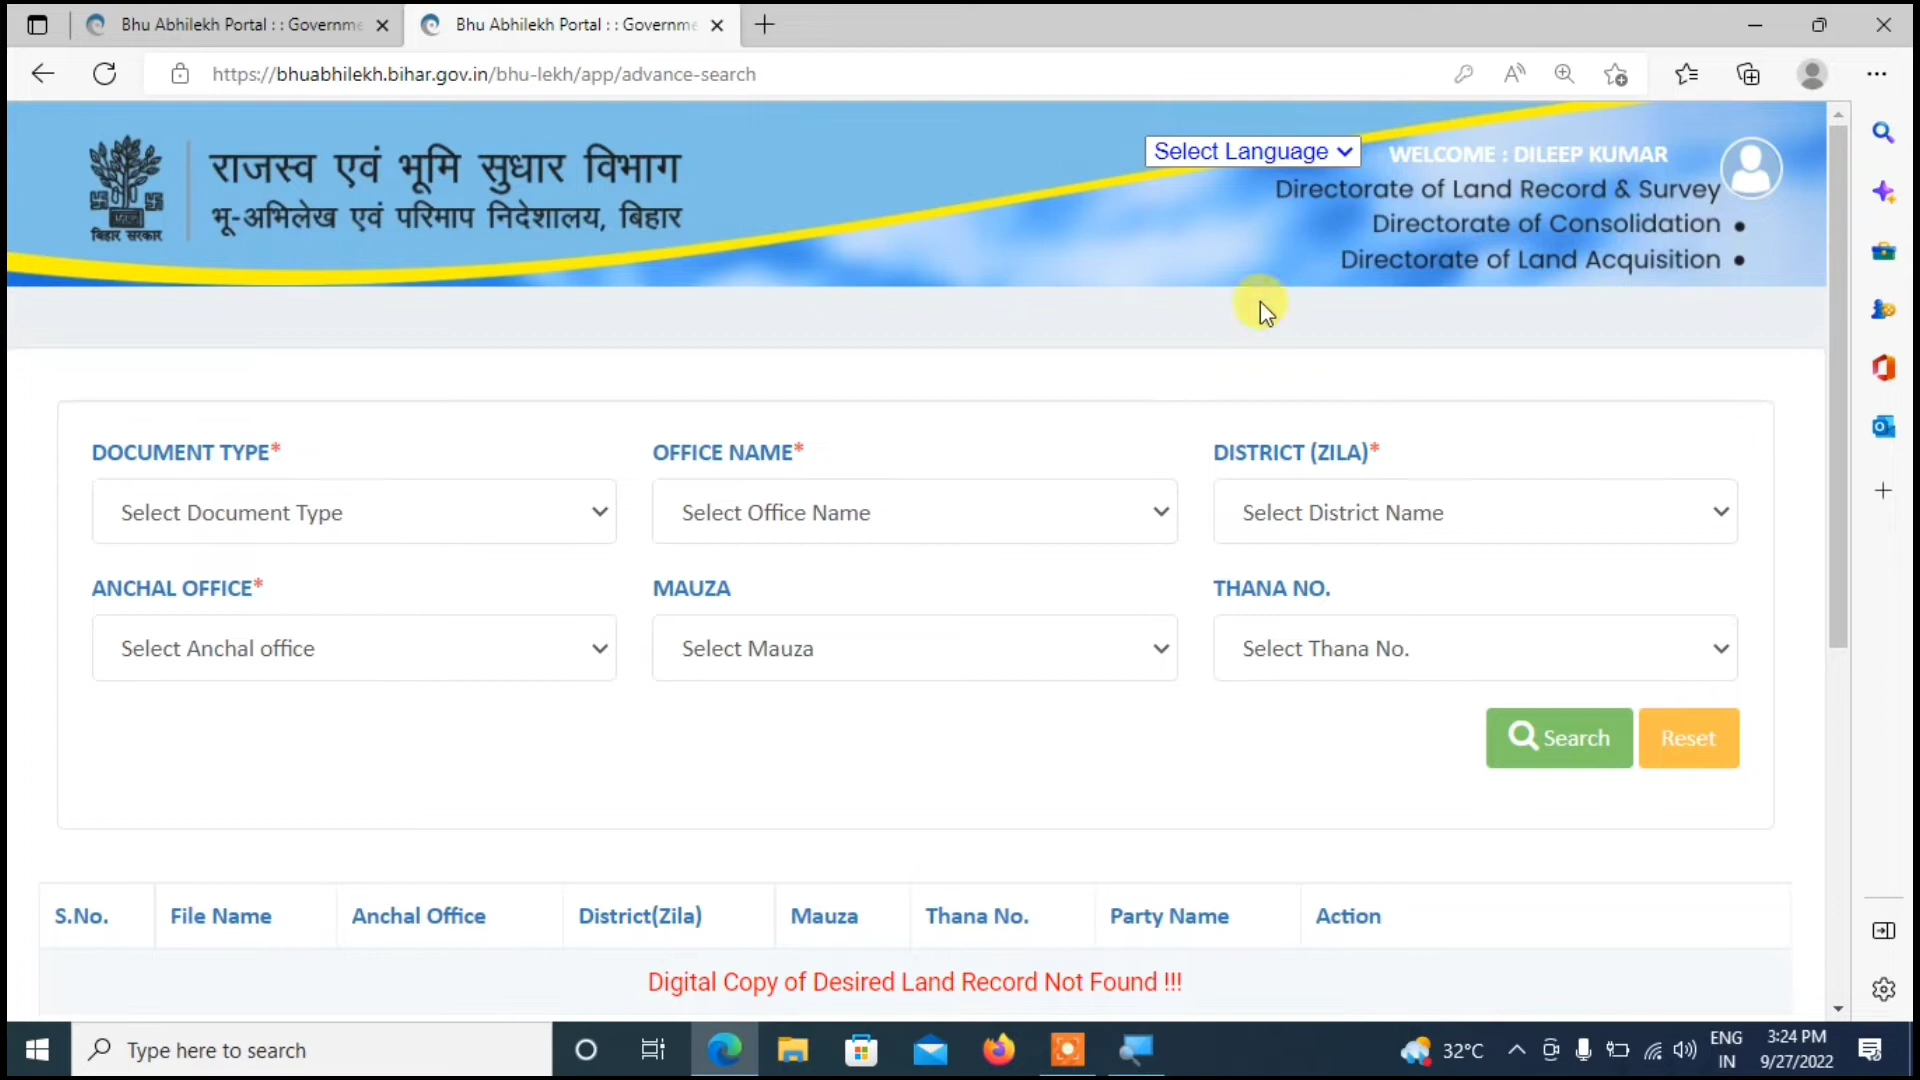 Bhu Abhilekh Portal : : Governme
Bhu Abhilekh Portal : : Governme
https://bhuabhilekh.bihar.gov.in/bhu-lekh/app/advance-search
बिहार सरकार
राजस्व एवं भूमि सुधार विभाग
भू-अभिलेख एवं परिमाप निदेशालय, बिहार
Select Language
WELCOME : DILEEP KUMAR
Directorate of Land Record & Survey
Directorate of Consolidation •
Directorate of Land Acquisition •
DOCUMENT TYPE* OFFICE NAME* DISTRICT (ZILA)*
Select Document Type Select Office Name Select District Name
ANCHAL OFFICE* MAUZA THANA NO.
Select Anchal office Select Mauza Select Thana No.
Search Reset
S.No. File Name Anchal Office District(Zila) Mauza Thana No. Party Name Action
Digital Copy of Desired Land Record Not Found !!!
Type here to search
32°C
ENG
IN
3:24 PM
9/27/2022